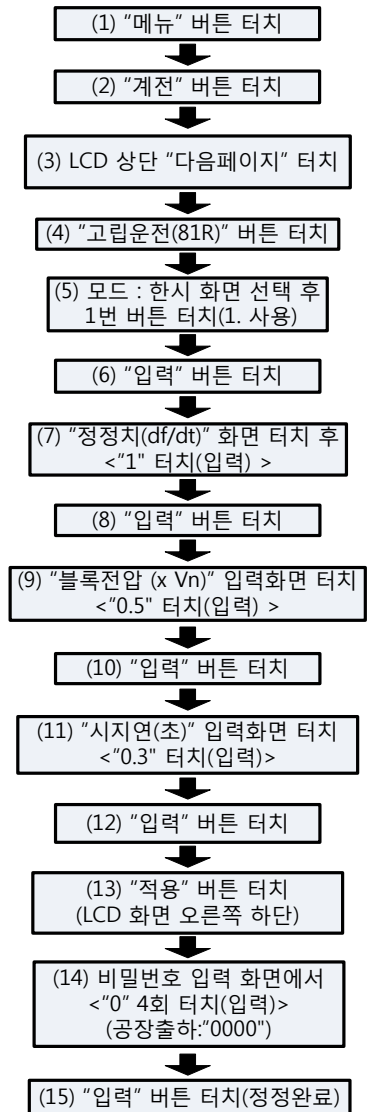 (1) "메뉴" 버튼 터치
(2) "계전" 버튼 터치
(3) LCD 상단 "다음페이지" 터치
(4) "고립운전(81R)" 버튼 터치
(5) 모드 : 한시 화면 선택 후
1번 버튼 터치(1. 사용)
(6) "입력" 버튼 터치
(7) "정정치(df/dt)" 화면 터치 후
<"1" 터치(입력) >
(8) "입력" 버튼 터치
(9) "블록전압 (x Vn)" 입력화면 터치
<"0.5" 터치(입력) >
(10) "입력" 버튼 터치
(11) "시지연(초)" 입력화면 터치
<"0.3" 터치(입력)>
(12) "입력" 버튼 터치
(13) "적용" 버튼 터치
(LCD 화면 오른쪽 하단)
(14) 비밀번호 입력 화면에서
<"0" 4회 터치(입력)>
(공장출하:"0000")
(15) "입력" 버튼 터치(정정완료)